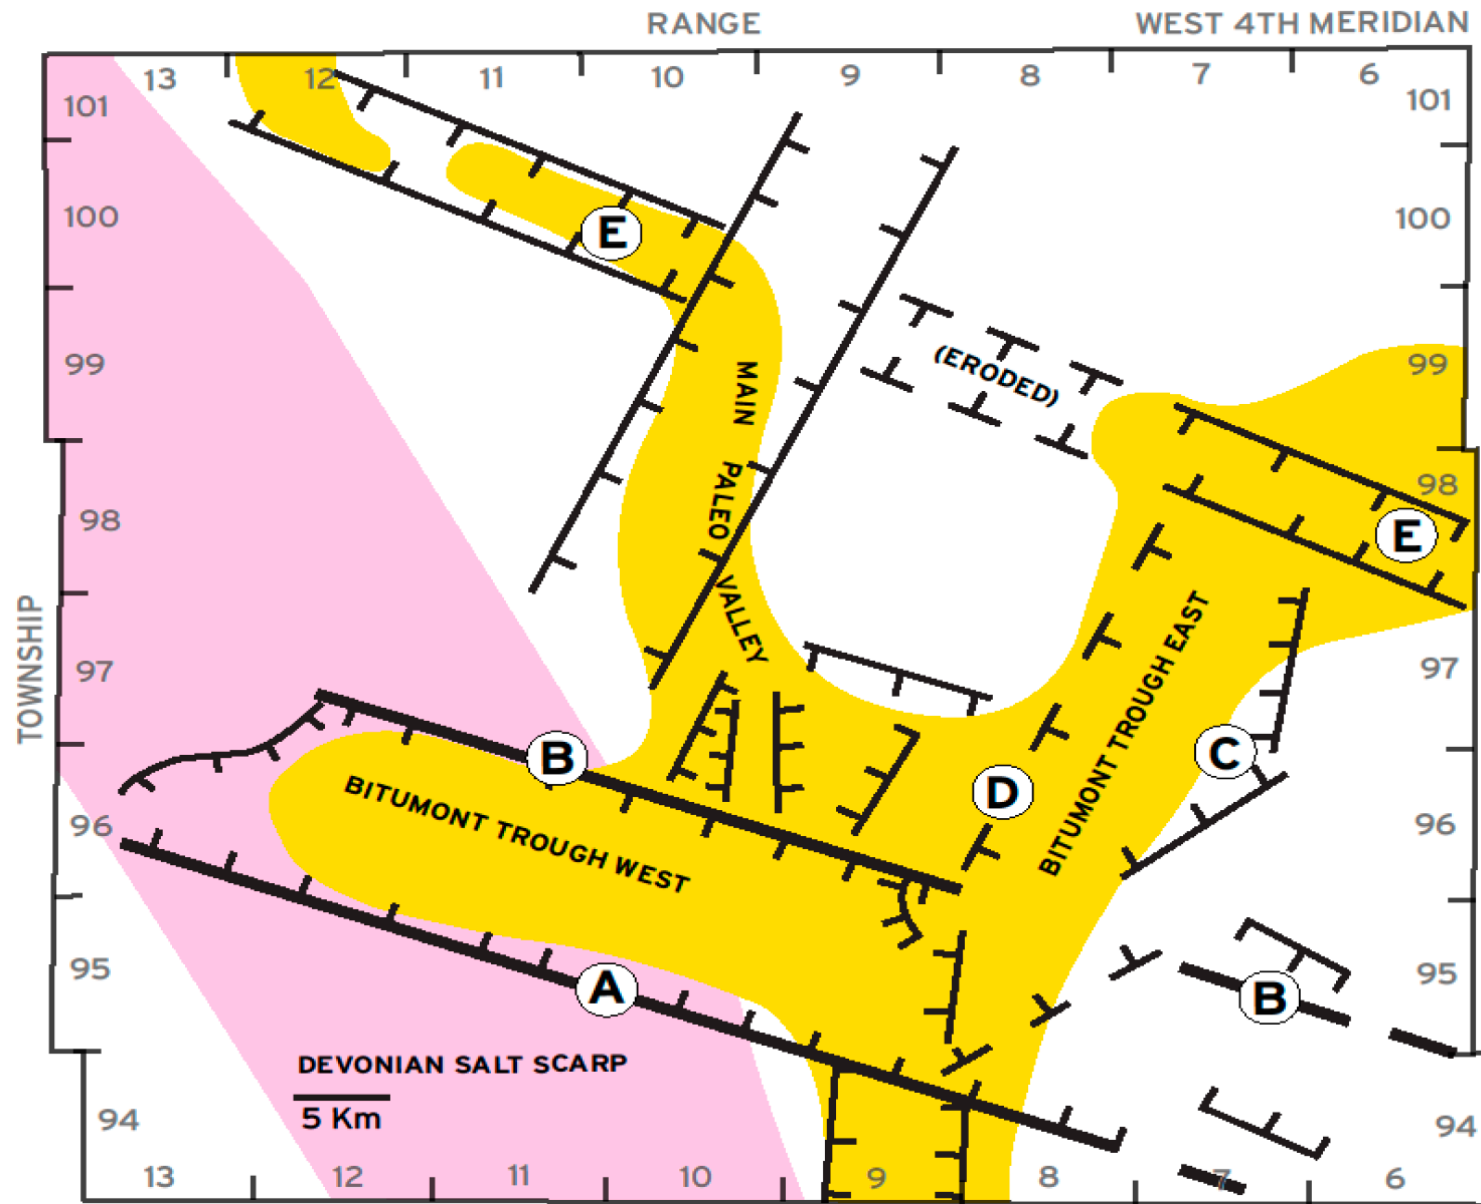 RANGE WEST 4TH MERIDIAN
13 12 11 10 9 8 7 6
101 101
100 100
E
99 99
(ERODED)
MAIN PALEO VALLEY
98 98
E
TOWNSHIP
97 97
BITUMONT TROUGH EAST
B C
D
BITUMONT TROUGH WEST
96 96
95 95
A B
DEVONIAN SALT SCARP
5 Km
94 94
13 12 11 10 9 8 7 6